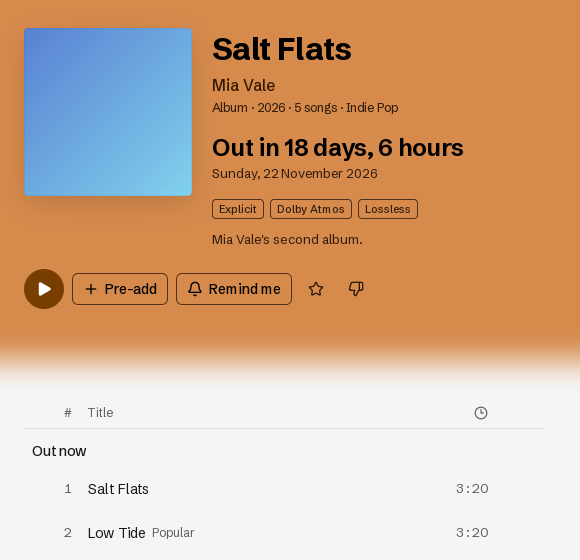 Salt Flats
Mia Vale
Album · 2026 · 5 songs · Indie Pop
Out in 18 days, 6 hours
Sunday, 22 November 2026
Explicit Dolby Atmos Lossless
Mia Vale's second album.
Pre-add Remind me
# Title
Out now
1 Salt Flats 3:20
2 Low Tide Popular 3:20